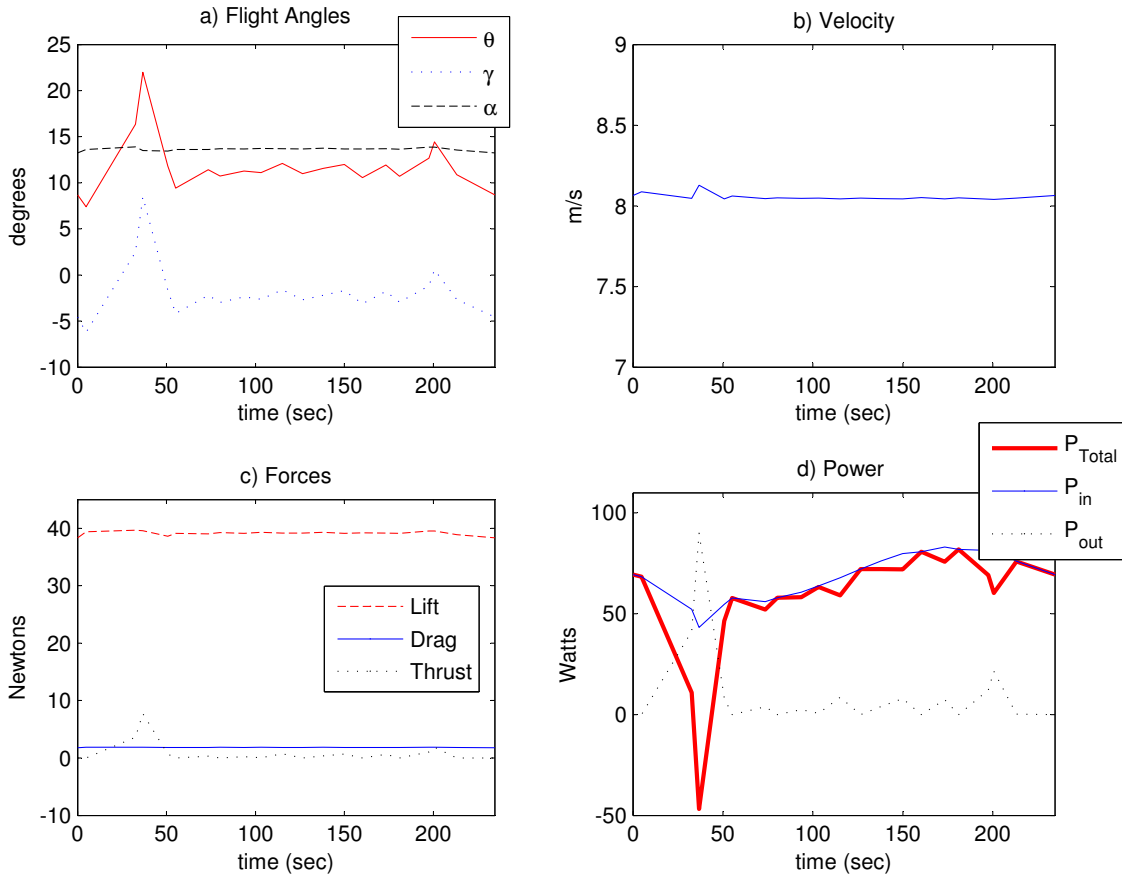 a) Flight Angles
θ
γ
α
25
20
15
10
5
0
-5
-10
degrees
0 50 100 150 200
time (sec)
b) Velocity
9
8.5
8
7.5
7
m/s
0 50 100 150 200
time (sec)
c) Forces
40
30
20
10
0
-10
Newtons
Lift
Drag
Thrust
0 50 100 150 200
time (sec)
d) Power
P_Total
P_in
P_out
100
50
0
-50
Watts
0 50 100 150 200
time (sec)